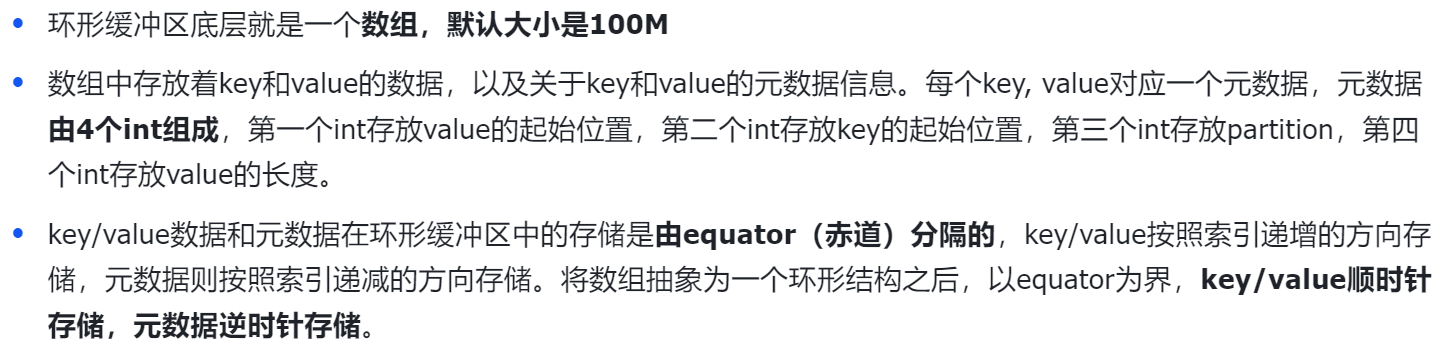 • 环形缓冲区底层就是一个数组，默认大小是100M
• 数组中存放着key和value的数据，以及关于key和value的元数据信息。每个key, value对应一个元数据，元数据
由4个int组成，第一个int存放value的起始位置，第二个int存放key的起始位置，第三个int存放partition，第四
个int存放value的长度。
• key/value数据和元数据在环形缓冲区中的存储是由equator（赤道）分隔的，key/value按照索引递增的方向存
储，元数据则按照索引递减的方向存储。将数组抽象为一个环形结构之后，以equator为界，key/value顺时针
存储，元数据逆时针存储。